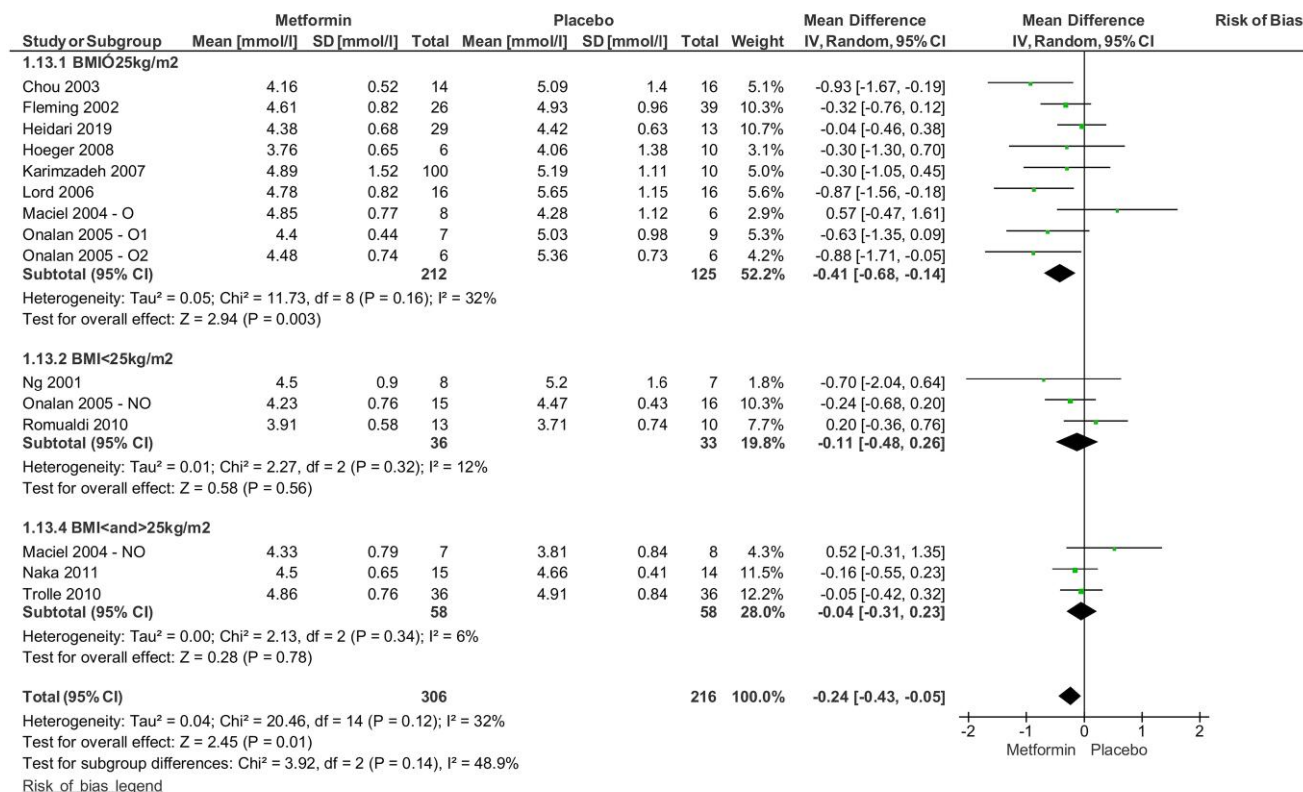 Metformin Placebo Mean Difference Mean Difference Risk of Bias
Study or Subgroup Mean [mmol/l] SD [mmol/l] Total Mean [mmol/l] SD [mmol/l] Total Weight IV, Random, 95% CI IV, Random, 95% CI
1.13.1 BMIÓ25kg/m2
Chou 2003 4.16 0.52 14 5.09 1.4 16 5.1% -0.93 [-1.67, -0.19]
Fleming 2002 4.61 0.82 26 4.93 0.96 39 10.3% -0.32 [-0.76, 0.12]
Heidari 2019 4.38 0.68 29 4.42 0.63 13 10.7% -0.04 [-0.46, 0.38]
Hoeger 2008 3.76 0.65 6 4.06 1.38 10 3.1% -0.30 [-1.30, 0.70]
Karimzadeh 2007 4.89 1.52 100 5.19 1.11 10 5.0% -0.30 [-1.05, 0.45]
Lord 2006 4.78 0.82 16 5.65 1.15 16 5.6% -0.87 [-1.56, -0.18]
Maciel 2004 - O 4.85 0.77 8 4.28 1.12 6 2.9% 0.57 [-0.47, 1.61]
Onalan 2005 - O1 4.4 0.44 7 5.03 0.98 9 5.3% -0.63 [-1.35, 0.09]
Onalan 2005 - O2 4.48 0.74 6 5.36 0.73 6 4.2% -0.88 [-1.71, -0.05]
Subtotal (95% CI) 212 125 52.2% -0.41 [-0.68, -0.14]
Heterogeneity: Tau² = 0.05; Chi² = 11.73, df = 8 (P = 0.16); I² = 32%
Test for overall effect: Z = 2.94 (P = 0.003)
1.13.2 BMI<25kg/m2
Ng 2001 4.5 0.9 8 5.2 1.6 7 1.8% -0.70 [-2.04, 0.64]
Onalan 2005 - NO 4.23 0.76 15 4.47 0.43 16 10.3% -0.24 [-0.68, 0.20]
Romualdi 2010 3.91 0.58 13 3.71 0.74 10 7.7% 0.20 [-0.36, 0.76]
Subtotal (95% CI) 36 33 19.8% -0.11 [-0.48, 0.26]
Heterogeneity: Tau² = 0.01; Chi² = 2.27, df = 2 (P = 0.32); I² = 12%
Test for overall effect: Z = 0.58 (P = 0.56)
1.13.4 BMI<and>25kg/m2
Maciel 2004 - NO 4.33 0.79 7 3.81 0.84 8 4.3% 0.52 [-0.31, 1.35]
Naka 2011 4.5 0.65 15 4.66 0.41 14 11.5% -0.16 [-0.55, 0.23]
Trolle 2010 4.86 0.76 36 4.91 0.84 36 12.2% -0.05 [-0.42, 0.32]
Subtotal (95% CI) 58 58 28.0% -0.04 [-0.31, 0.23]
Heterogeneity: Tau² = 0.00; Chi² = 2.13, df = 2 (P = 0.34); I² = 6%
Test for overall effect: Z = 0.28 (P = 0.78)
Total (95% CI) 306 216 100.0% -0.24 [-0.43, -0.05]
Heterogeneity: Tau² = 0.04; Chi² = 20.46, df = 14 (P = 0.12); I² = 32%
Test for overall effect: Z = 2.45 (P = 0.01)
Test for subgroup differences: Chi² = 3.92, df = 2 (P = 0.14), I² = 48.9%
-2 -1 0 1 2
Metformin Placebo
Risk of bias legend